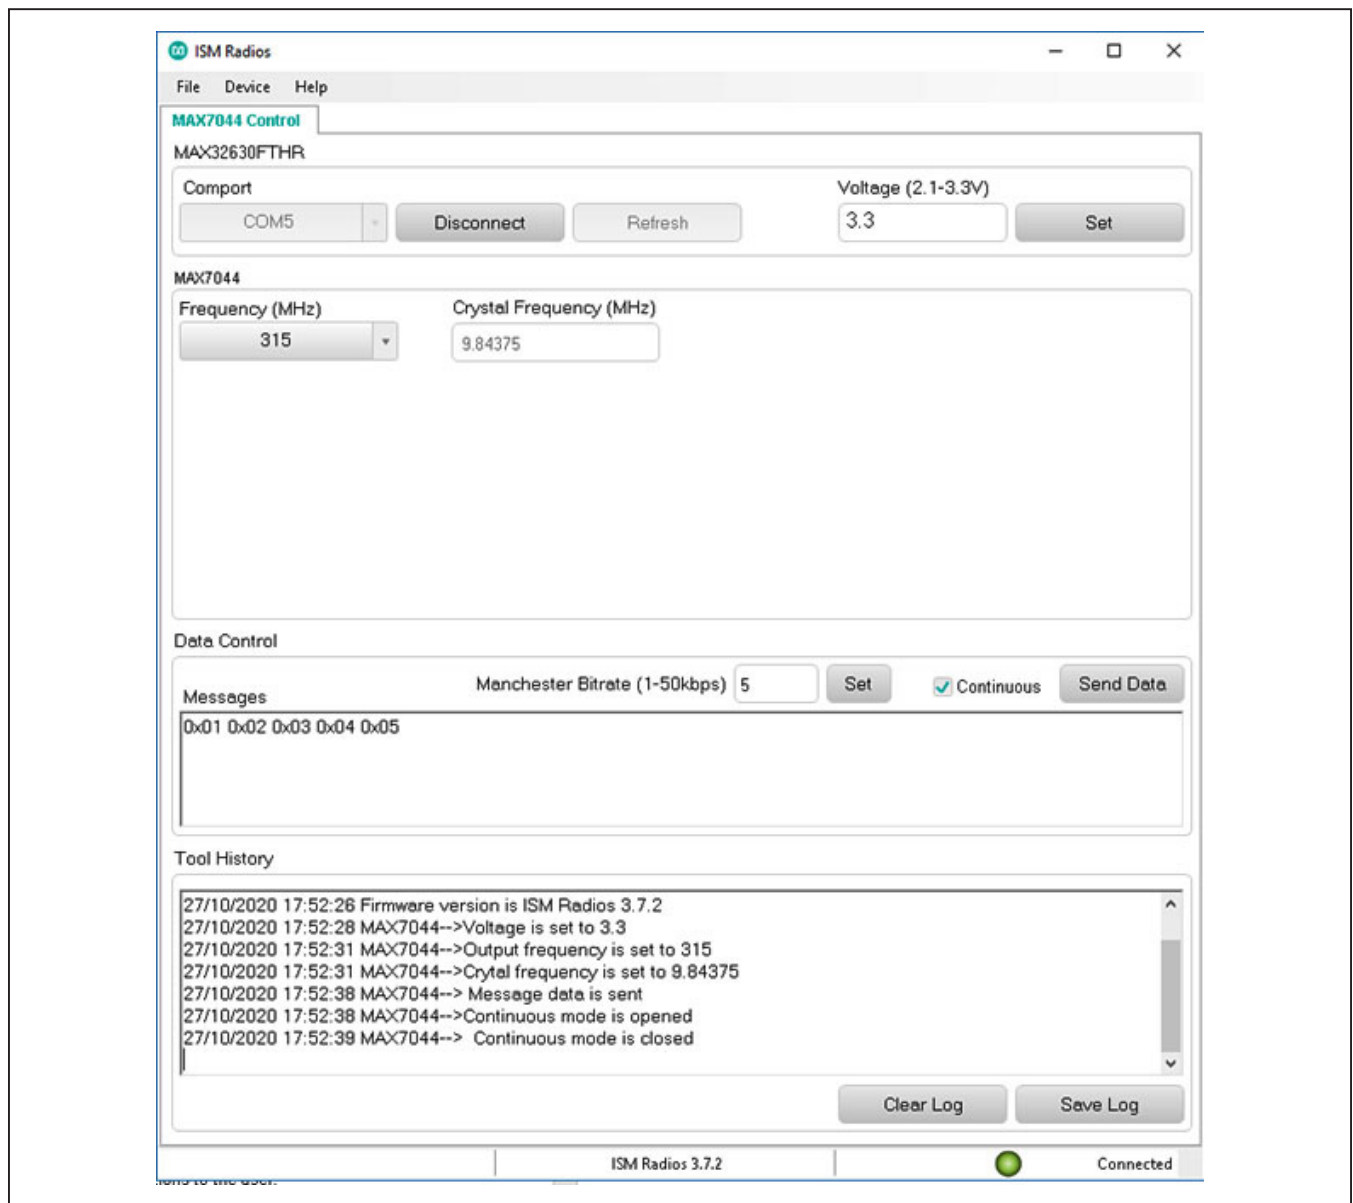 ISM Radios
File Device Help
MAX7044 Control
MAX32630FTHR
Comport Voltage (2.1-3.3V)
COM5 Disconnect Refresh 3.3 Set
MAX7044
Frequency (MHz) Crystal Frequency (MHz)
315 9.84375
Data Control
Messages Manchester Bitrate (1-50kbps) 5 Set Continuous Send Data
0x01 0x02 0x03 0x04 0x05
Tool History
27/10/2020 17:52:26 Firmware version is ISM Radios 3.7.2
27/10/2020 17:52:28 MAX7044-->Voltage is set to 3.3
27/10/2020 17:52:31 MAX7044-->Output frequency is set to 315
27/10/2020 17:52:31 MAX7044-->Crytal frequency is set to 9.84375
27/10/2020 17:52:38 MAX7044--> Message data is sent
27/10/2020 17:52:38 MAX7044-->Continuous mode is opened
27/10/2020 17:52:39 MAX7044-->  Continuous mode is closed
Clear Log Save Log
ISM Radios 3.7.2 Connected
to the user.